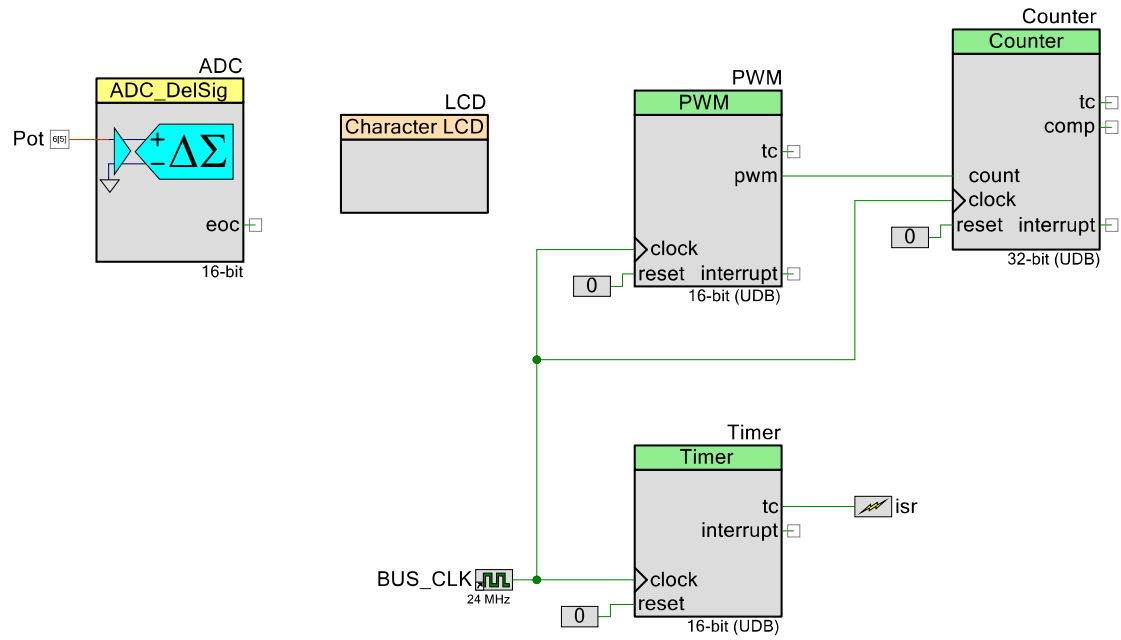 ADC
ADC_DelSig
Pot
6[5]
+
−
ΔΣ
eoc
16-bit
LCD
Character LCD
PWM
PWM
tc
pwm
clock
reset
interrupt
0
16-bit (UDB)
Counter
Counter
tc
comp
count
clock
reset
interrupt
0
32-bit (UDB)
Timer
Timer
tc
isr
interrupt
BUS_CLK
24 MHz
clock
reset
0
16-bit (UDB)